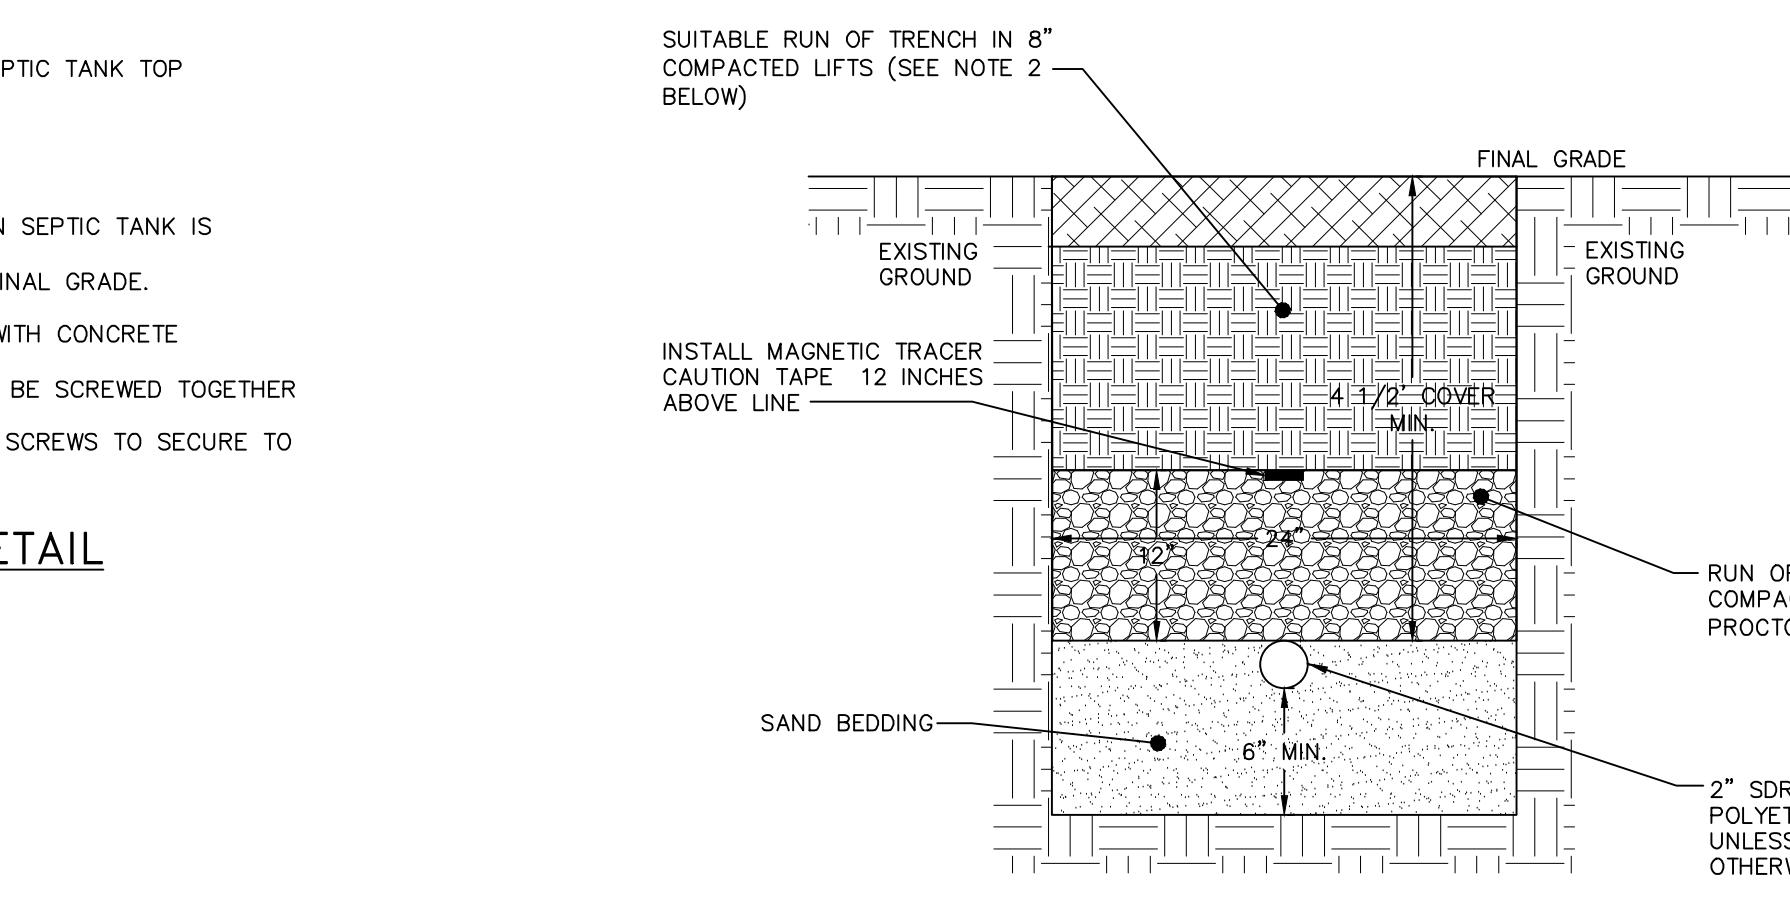 PTIC TANK TOP
SEPTIC TANK IS
INAL GRADE.
WITH CONCRETE
BE SCREWED TOGETHER
SCREWS TO SECURE TO
ETAIL
SUITABLE RUN OF TRENCH IN 8"
COMPACTED LIFTS (SEE NOTE 2
BELOW)
FINAL GRADE
EXISTING
GROUND
EXISTING
GROUND
INSTALL MAGNETIC TRACER
CAUTION TAPE 12 INCHES
ABOVE LINE
4 1/2' COVER
MIN.
24"
12"
RUN OF
COMPAC
PROCTO
SAND BEDDING
6" MIN.
2" SDR
POLYET
UNLESS
OTHERW